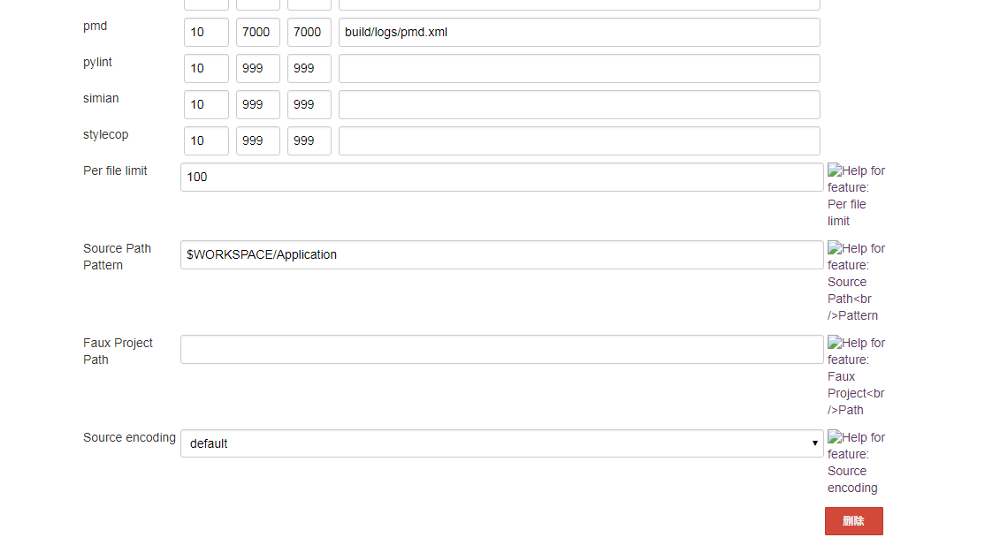 pmd 10 7000 7000 build/logs/pmd.xml
pylint 10 999 999
simian 10 999 999
stylecop 10 999 999
Per file limit 100 Help for
feature:
Per file
limit
Source Path $WORKSPACE/Application Help for
Pattern feature:
Source
Path<br
/>Pattern
Faux Project Help for
Path feature:
Faux
Project<br
/>Path
Source encoding default Help for
feature:
Source
encoding
删除